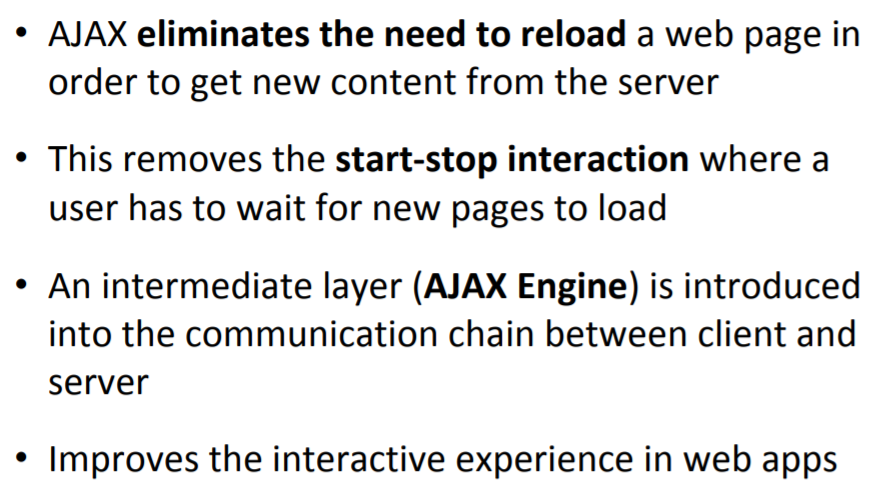 • AJAX eliminates the need to reload a web page in
order to get new content from the server
• This removes the start-stop interaction where a
user has to wait for new pages to load
• An intermediate layer (AJAX Engine) is introduced
into the communication chain between client and
server
• Improves the interactive experience in web apps